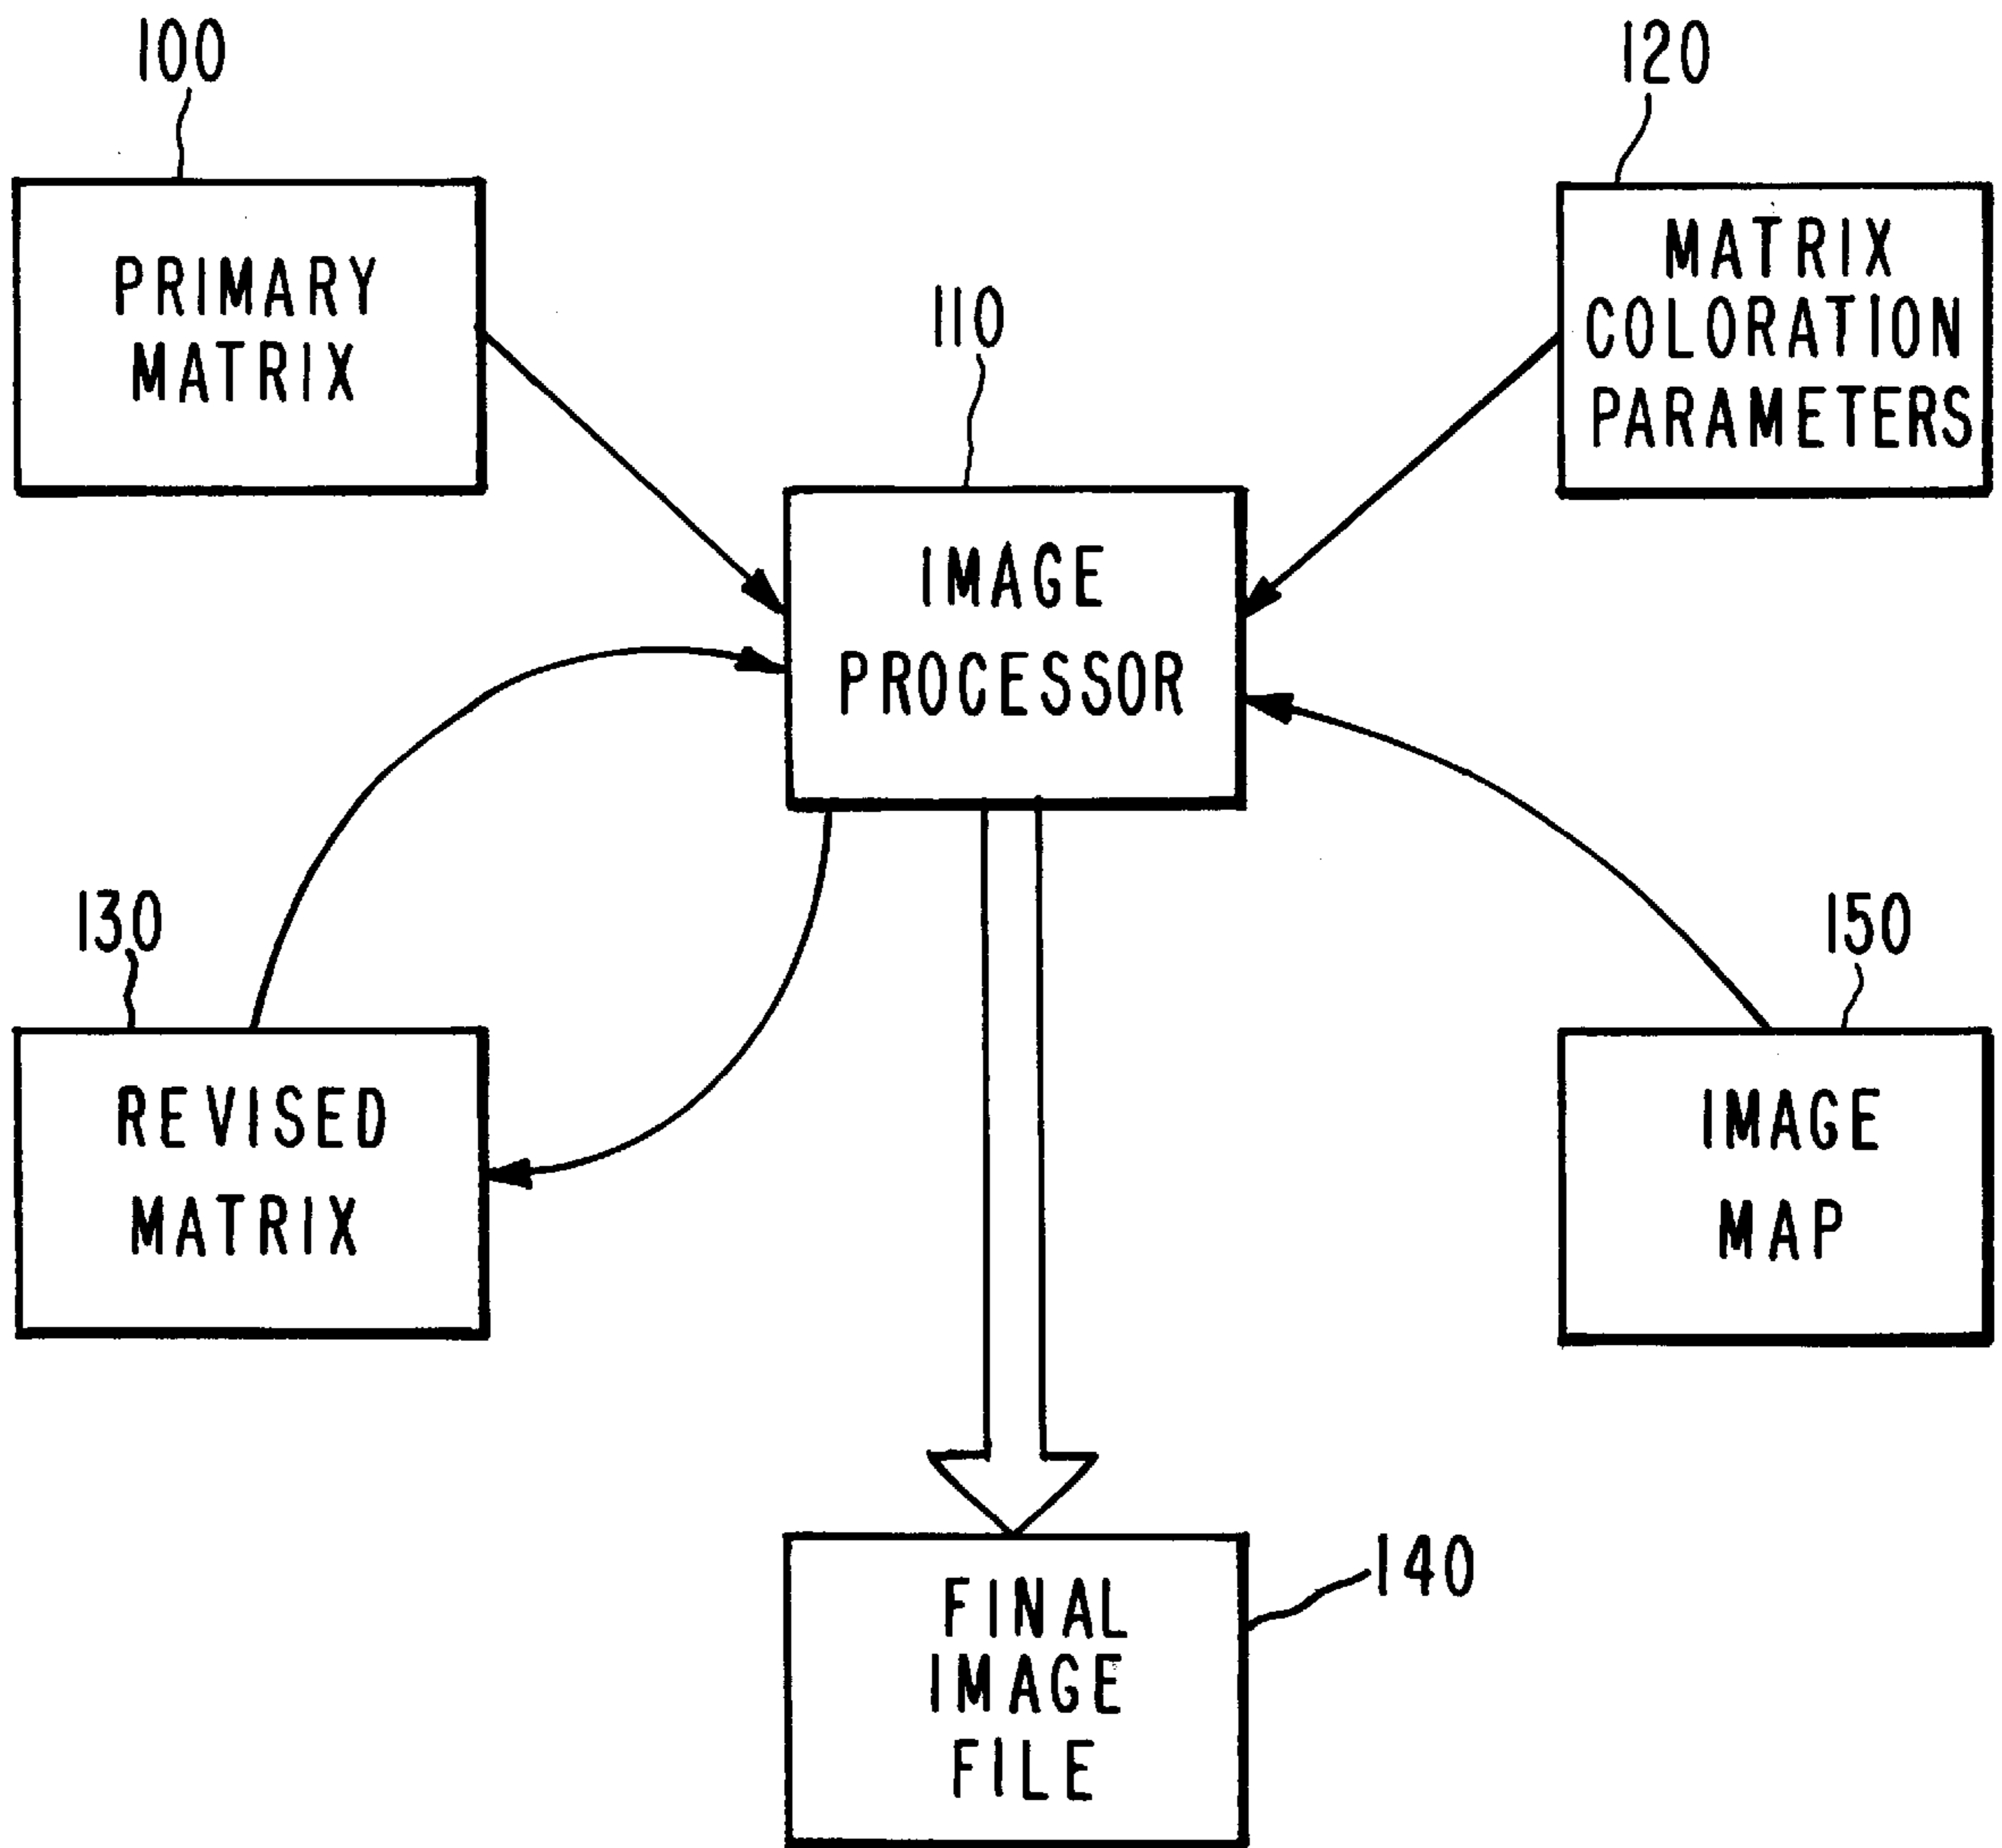 100
120
PRIMARY
MATRIX
MATRIX
COLORATION
PARAMETERS
110
IMAGE
PROCESSOR
130
150
REVISED
MATRIX
IMAGE
MAP
140
FINAL
IMAGE
FILE